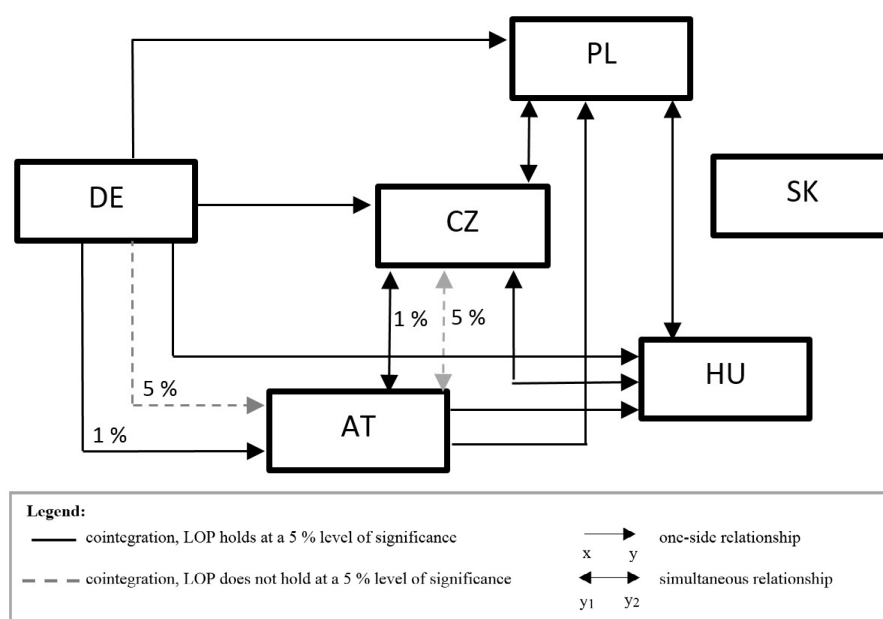 PL
DE
SK
CZ
1 %
5 %
HU
5 %
AT
1 %
Legend:
cointegration, LOP holds at a 5 % level of significance
one-side relationship
x y
cointegration, LOP does not hold at a 5 % level of significance
simultaneous relationship
y1 y2